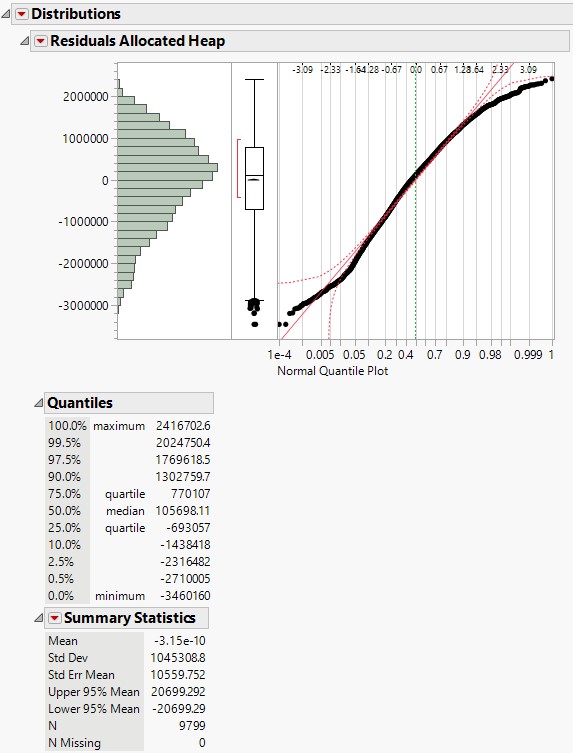 Distributions
Residuals Allocated Heap
-3.09 -2.33 -1.64 -1.28 -0.67 0.0 0.67 1.28 1.64 2.33 3.09
2000000
1000000
0
-1000000
-2000000
-3000000
1e-4 0.005 0.05 0.2 0.4 0.7 0.9 0.98 0.999 1
Normal Quantile Plot
Quantiles
100.0% maximum 2416702.6
99.5% 2024750.4
97.5% 1769618.5
90.0% 1302759.7
75.0% quartile 770107
50.0% median 105698.11
25.0% quartile -693057
10.0% -1438418
2.5% -2316482
0.5% -2710005
0.0% minimum -3460160
Summary Statistics
Mean -3.15e-10
Std Dev 1045308.8
Std Err Mean 10559.752
Upper 95% Mean 20699.292
Lower 95% Mean -20699.29
N 9799
N Missing 0